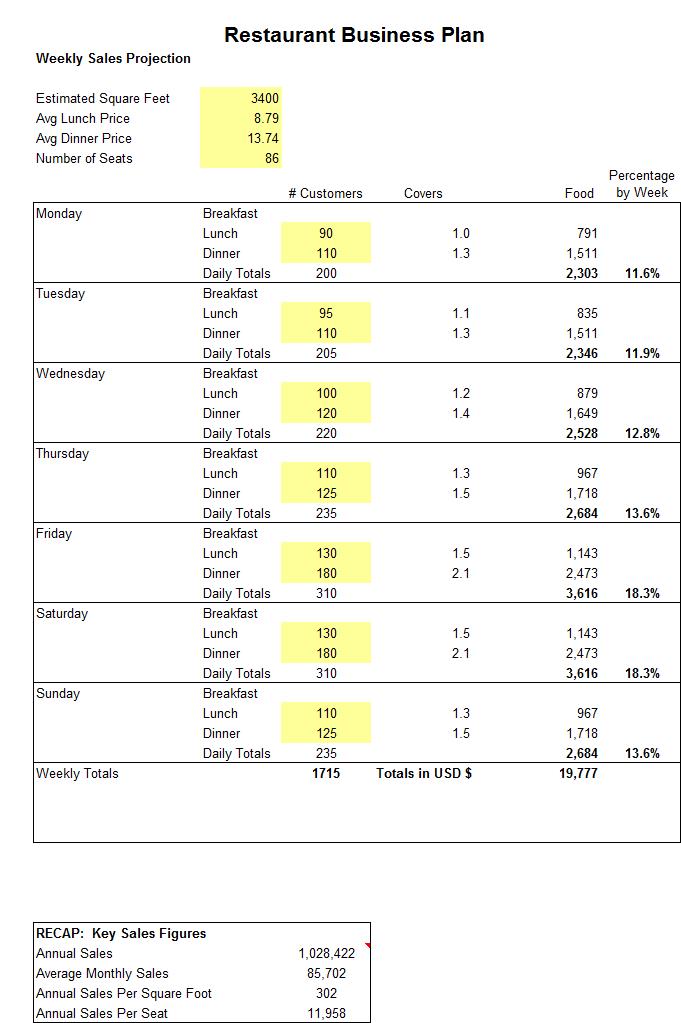 Restaurant Business Plan
Weekly Sales Projection
Estimated Square Feet 3400
Avg Lunch Price 8.79
Avg Dinner Price 13.74
Number of Seats 86
Percentage
# Customers Covers Food by Week
Monday Breakfast
Lunch 90 1.0 791
Dinner 110 1.3 1,511
Daily Totals 200 2,303 11.6%
Tuesday Breakfast
Lunch 95 1.1 835
Dinner 110 1.3 1,511
Daily Totals 205 2,346 11.9%
Wednesday Breakfast
Lunch 100 1.2 879
Dinner 120 1.4 1,649
Daily Totals 220 2,528 12.8%
Thursday Breakfast
Lunch 110 1.3 967
Dinner 125 1.5 1,718
Daily Totals 235 2,684 13.6%
Friday Breakfast
Lunch 130 1.5 1,143
Dinner 180 2.1 2,473
Daily Totals 310 3,616 18.3%
Saturday Breakfast
Lunch 130 1.5 1,143
Dinner 180 2.1 2,473
Daily Totals 310 3,616 18.3%
Sunday Breakfast
Lunch 110 1.3 967
Dinner 125 1.5 1,718
Daily Totals 235 2,684 13.6%
Weekly Totals 1715 Totals in USD $ 19,777
RECAP: Key Sales Figures
Annual Sales 1,028,422
Average Monthly Sales 85,702
Annual Sales Per Square Foot 302
Annual Sales Per Seat 11,958